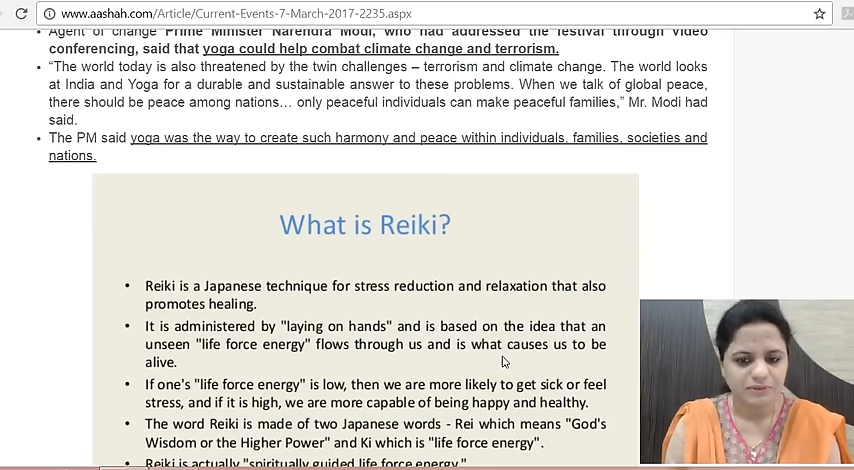 www.aashah.com/Article/Current-Events-7-March-2017-2235.aspx
• Agent of change Prime Minister Narendra Modi, who had addressed the festival through video
conferencing, said that yoga could help combat climate change and terrorism.
• “The world today is also threatened by the twin challenges – terrorism and climate change. The world looks
at India and Yoga for a durable and sustainable answer to these problems. When we talk of global peace,
there should be peace among nations… only peaceful individuals can make peaceful families,” Mr. Modi had
said.
• The PM said yoga was the way to create such harmony and peace within individuals, families, societies and
nations.
What is Reiki?
• Reiki is a Japanese technique for stress reduction and relaxation that also
promotes healing.
• It is administered by "laying on hands" and is based on the idea that an
unseen "life force energy" flows through us and is what causes us to be
alive.
• If one's "life force energy" is low, then we are more likely to get sick or feel
stress, and if it is high, we are more capable of being happy and healthy.
• The word Reiki is made of two Japanese words - Rei which means "God's
Wisdom or the Higher Power" and Ki which is "life force energy".
• Reiki is actually "spiritually guided life force energy."